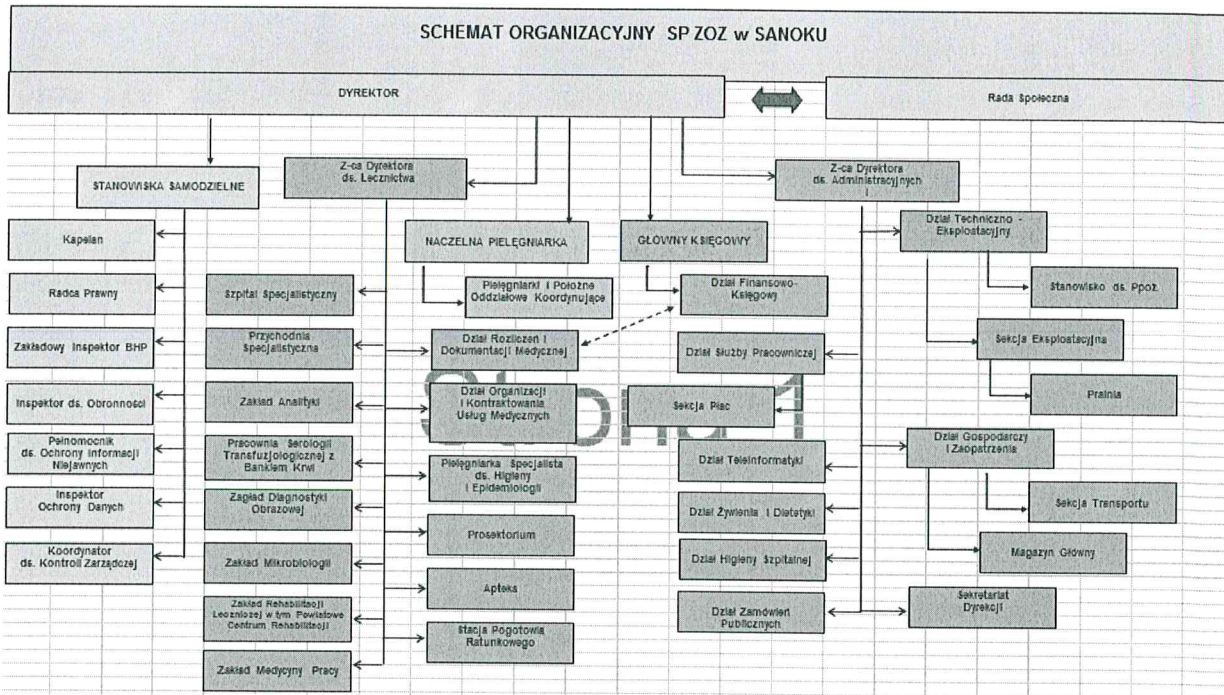 SCHEMAT ORGANIZACYJNY SP ZOZ w SANOKU
DYREKTOR
Rada Społeczna
STANOWISKA SAMODZIELNE
Kapelan
Radca Prawny
Zakładowy Inspektor BHP
Inspektor ds. Obronności
Pełnomocnik
ds. Ochrony Informacji
Niejawnych
Inspektor
Ochrony Danych
Koordynator
ds. Kontroli Zarządczej
Z-ca Dyrektora
ds. Lecznictwa
Szpital Specjalistyczny
Przychodnia
Specjalistyczna
Zakład Analityki
Pracownia Serologii
Transfuzjologicznej z
Bankiem Krwi
Zagład Diagnostyki
Obrazowej
Zakład Mikrobiologii
Zakład Rehabilitacji
Leczniczej w tym Powiatowe
Centrum Rehabilitacji
Zakład Medycyny Pracy
NACZELNA PIELĘGNIARKA
Pielęgniarki i Położne
Oddziałowe Koordynujące
Dział Rozliczeń i
Dokumentacji Medycznej
Dział Organizacji
i Kontraktowania
Usług Medycznych
Pielęgniarka Specjalista
ds. Higieny
i Epidemiologii
Prosektorium
Apteka
Stacja Pogotowia
Ratunkowego
GŁÓWNY KSIĘGOWY
Dział Finansowo-
Księgowy
Z-ca Dyrektora
ds. Administracyjnych
i
Dział Służby Pracowniczej
Sekcja Płac
Dział Teleinformatyki
Dział Żywienia i Dietetyki
Dział Higieny Szpitalnej
Dział Zamówień
Publicznych
Dział Techniczno -
Eksploatacyjny
Stanowisko ds. Ppoż.
Sekcja Eksploatacyjna
Pralnia
Dział Gospodarczy
i Zaopatrzenia
Sekcja Transportu
Magazyn Główny
Sekretariat
Dyrekcji
Strona 1